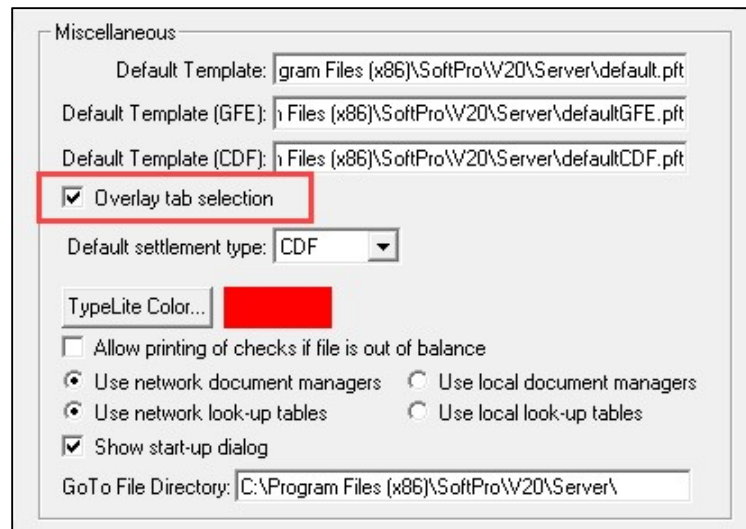 Miscellaneous
Default Template: gram Files (x86)\SoftPro\V20\Server\default.pft
Default Template (GFE): Files (x86)\SoftPro\V20\Server\defaultGFE.pft
Default Template (CDF): Files (x86)\SoftPro\V20\Server\defaultCDF.pft
Overlay tab selection
Default settlement type: CDF
TypeLite Color...
Allow printing of checks if file is out of balance
Use network document managers Use local document managers
Use network look-up tables Use local look-up tables
Show start-up dialog
GoTo File Directory: C:\Program Files (x86)\SoftPro\V20\Server\